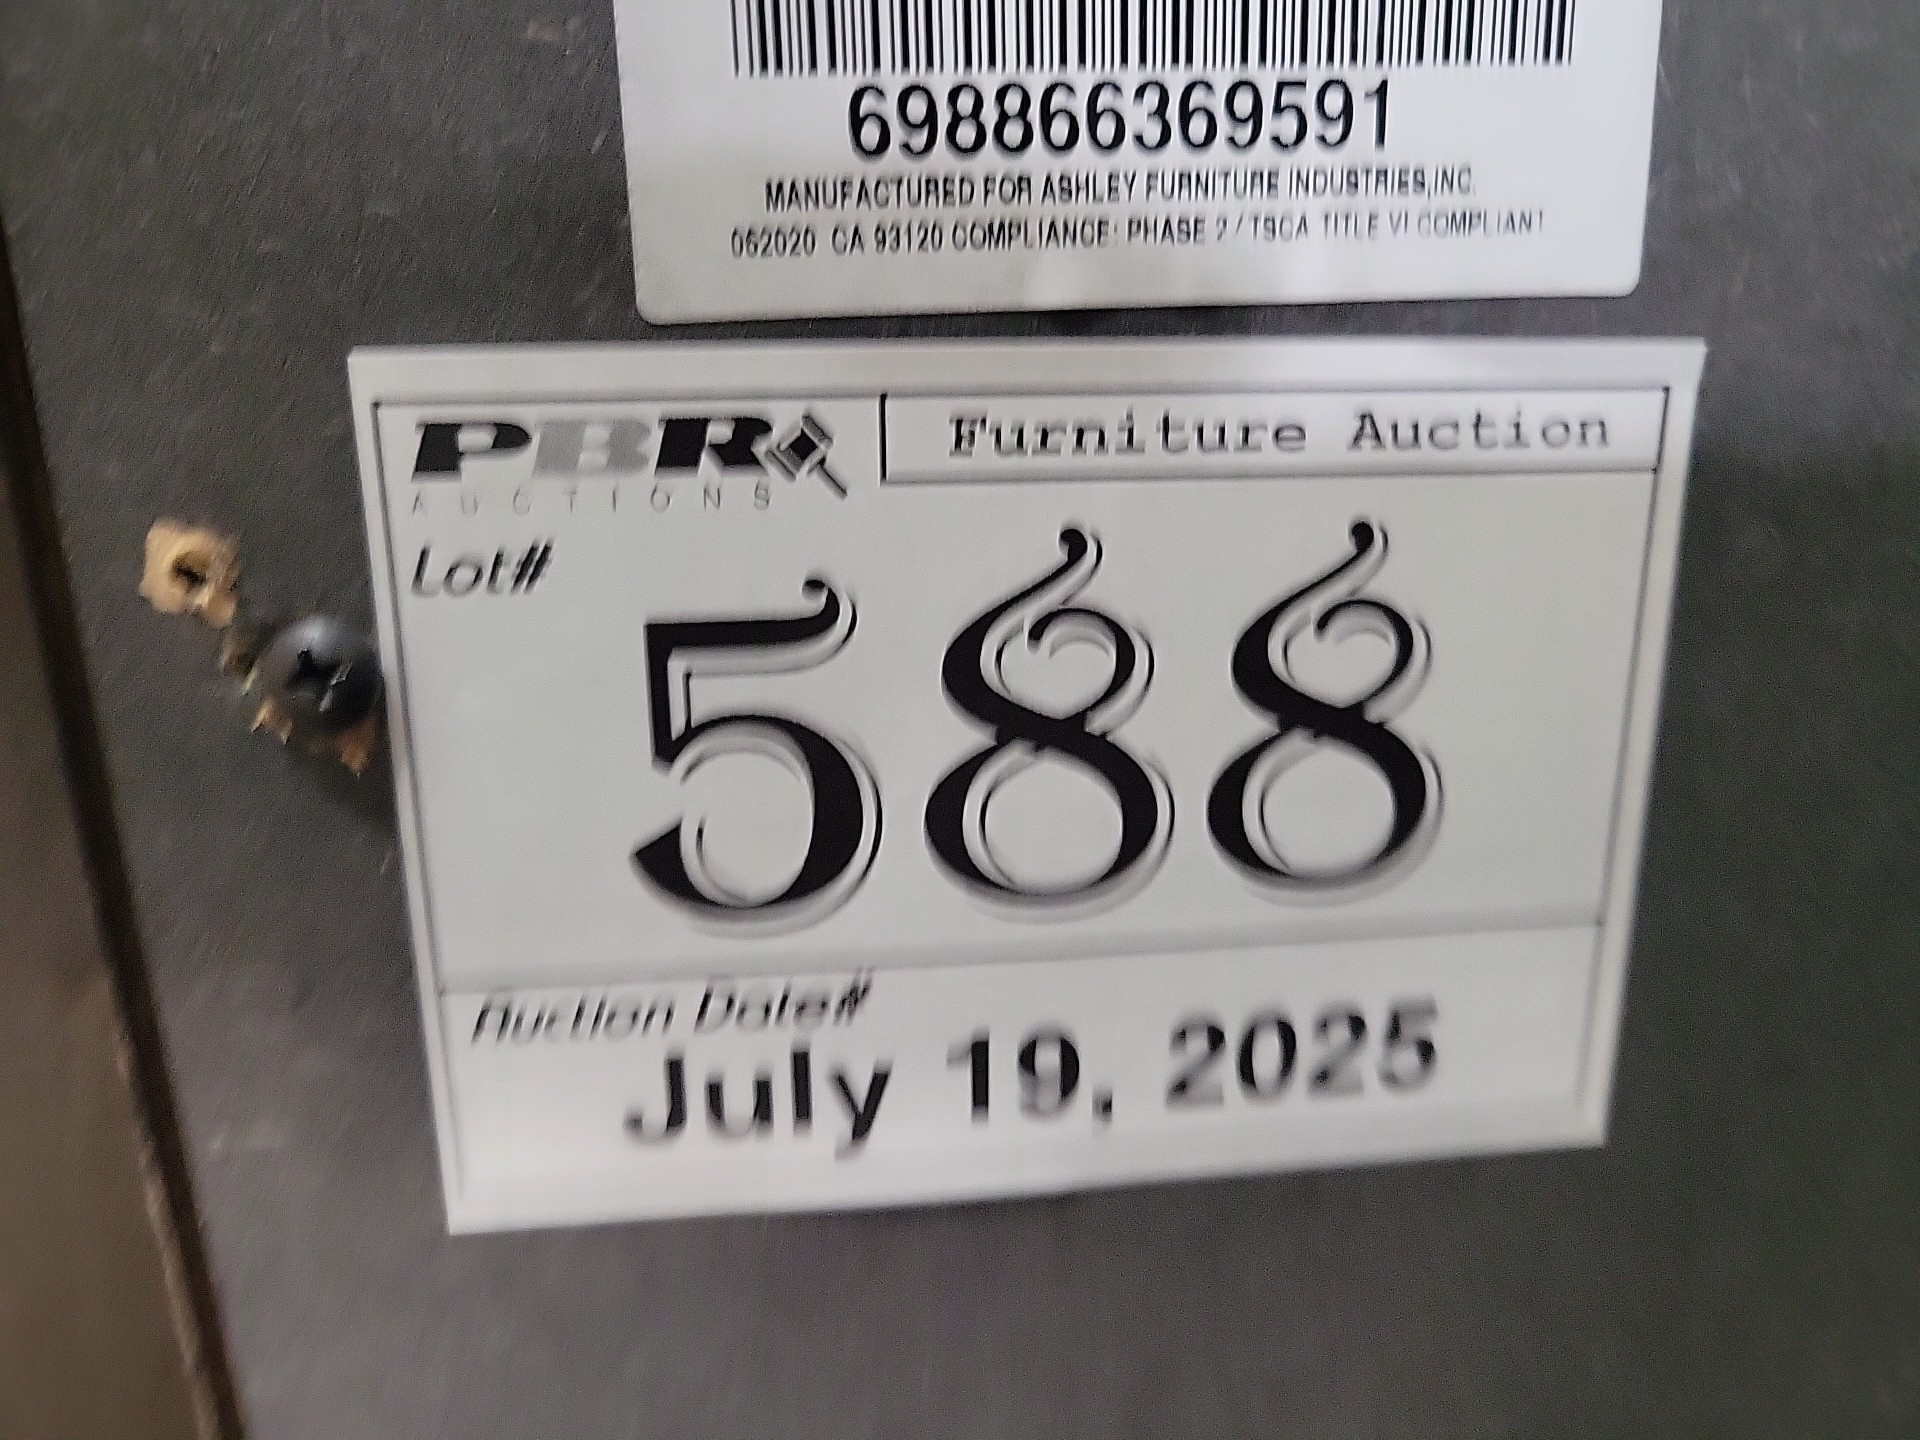 698866369591
MANUFACTURED FOR ASHLEY FURNITURE INDUSTRIES,INC.
062020 CA 93120 COMPLIANCE: PHASE 2 / TSCA TITLE VI COMPLIANT
PBR
AUCTIONS
Furniture Auction
Lot#
588
Auction Date#
July 19, 2025